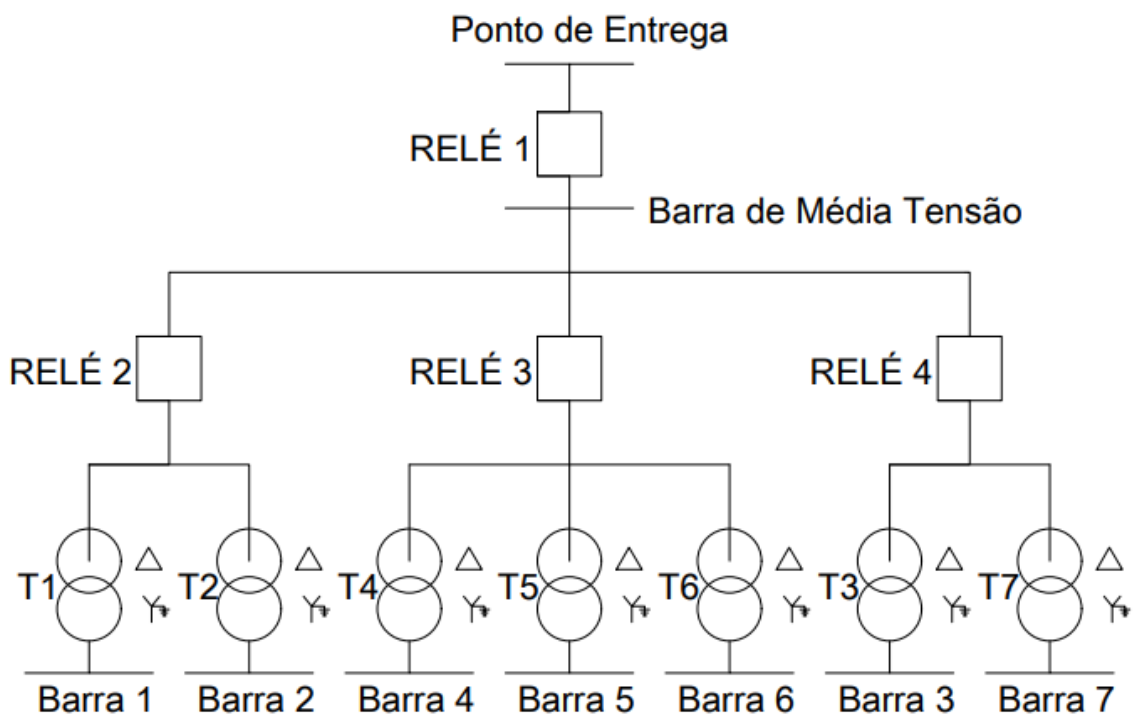 Ponto de Entrega
RELÉ 1
Barra de Média Tensão
RELÉ 2
RELÉ 3
RELÉ 4
T1
T2
T4
T5
T6
T3
T7
Barra 1
Barra 2
Barra 4
Barra 5
Barra 6
Barra 3
Barra 7